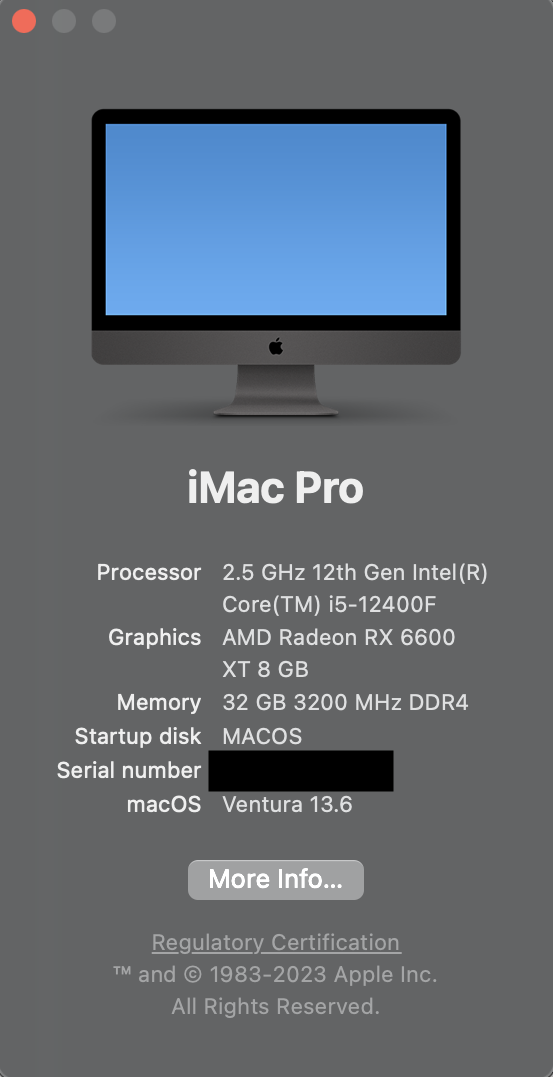 iMac Pro
Processor 2.5 GHz 12th Gen Intel(R)
Core(TM) i5-12400F
Graphics AMD Radeon RX 6600
XT 8 GB
Memory 32 GB 3200 MHz DDR4
Startup disk MACOS
Serial number
macOS Ventura 13.6
More Info...
Regulatory Certification
™ and © 1983-2023 Apple Inc.
All Rights Reserved.